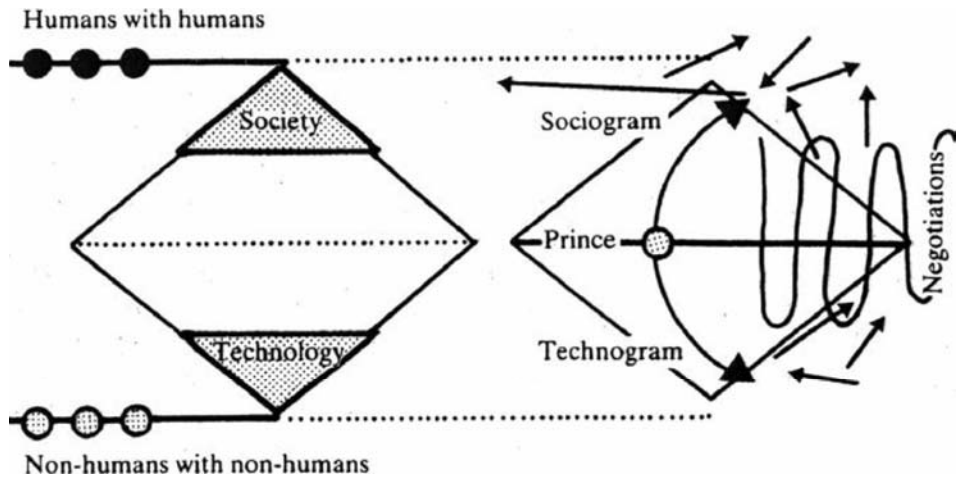 Humans with humans
Society
Sociogram
Prince
Negotiations
Technology
Technogram
Non-humans with non-humans